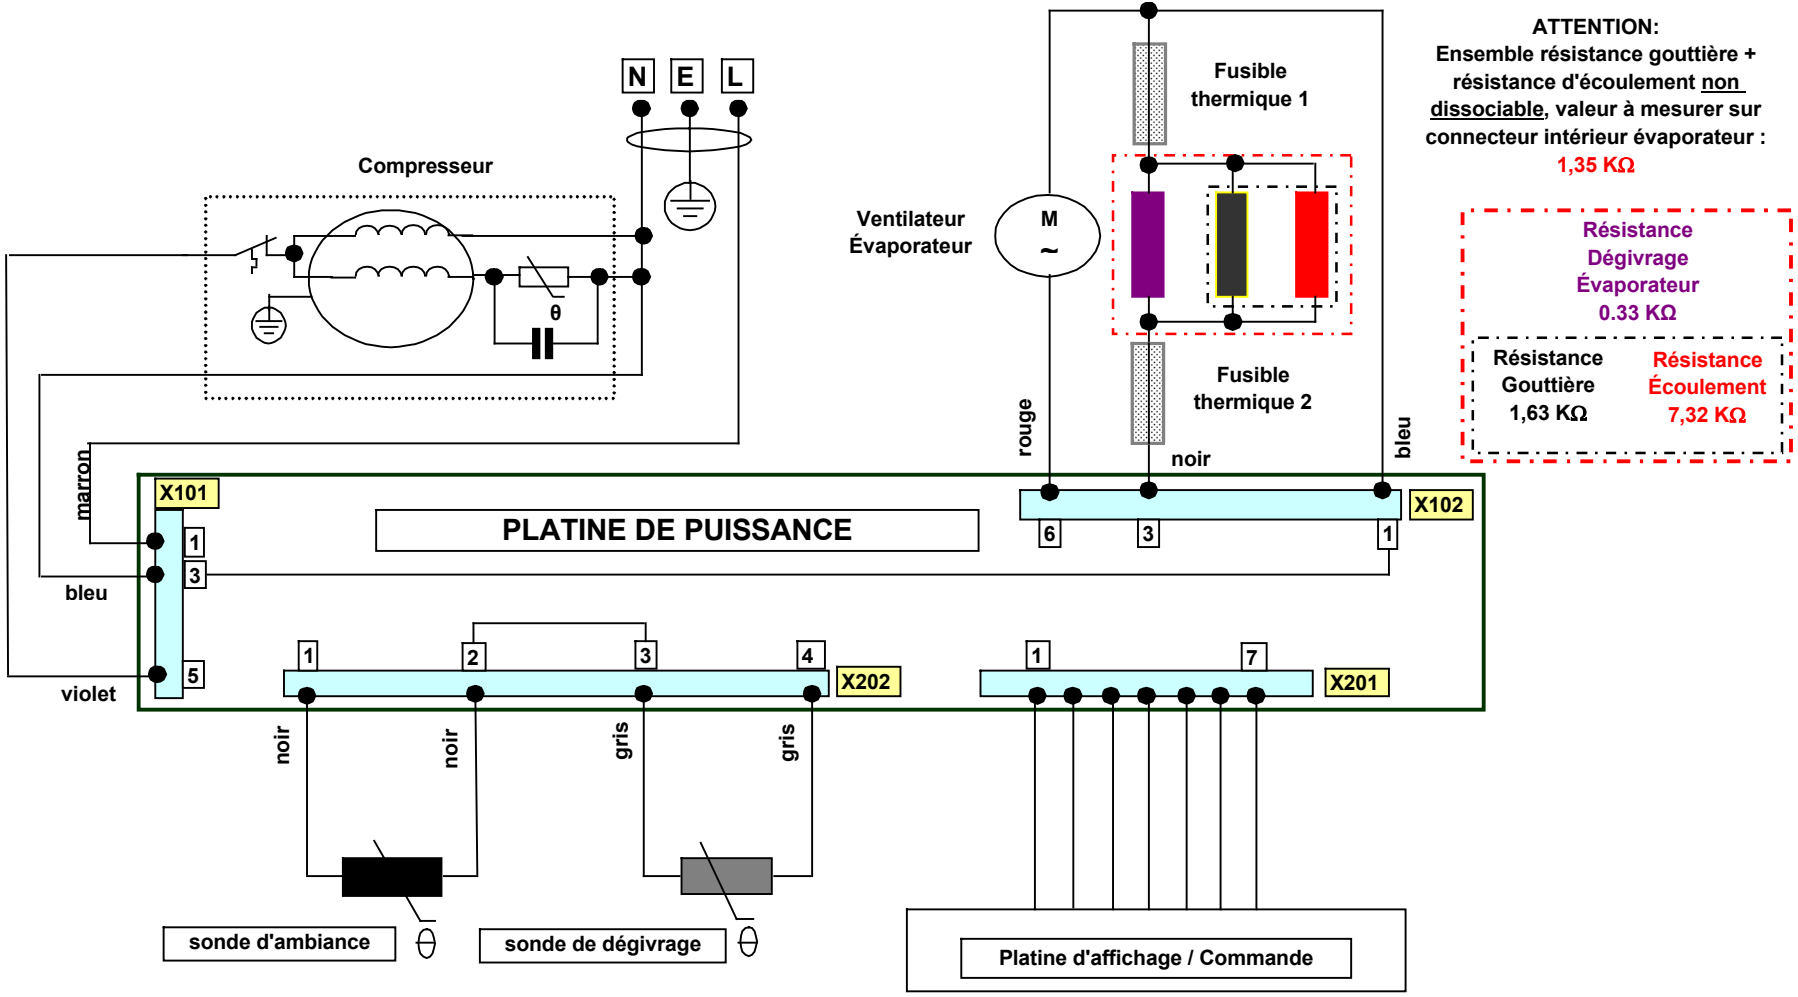 N E L
Compresseur
θ
Fusible
thermique 1
Ventilateur
Évaporateur
M
~
Fusible
thermique 2
ATTENTION:
Ensemble résistance gouttière +
résistance d'écoulement non
dissociable, valeur à mesurer sur
connecteur intérieur évaporateur :
1,35 KΩ
Résistance
Dégivrage
Évaporateur
0.33 KΩ
Résistance
Gouttière
1,63 KΩ
Résistance
Écoulement
7,32 KΩ
rouge
noir
bleu
marron
bleu
violet
X101
1
3
5
PLATINE DE PUISSANCE
X102
6 3 1
1 2 3 4
X202
1 7
X201
noir
noir
gris
gris
sonde d'ambiance
θ
sonde de dégivrage
θ
Platine d'affichage / Commande